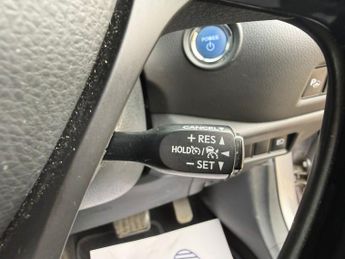 POWER
CANCEL
+ RES ▲
HOLD / ◄
− SET ▼